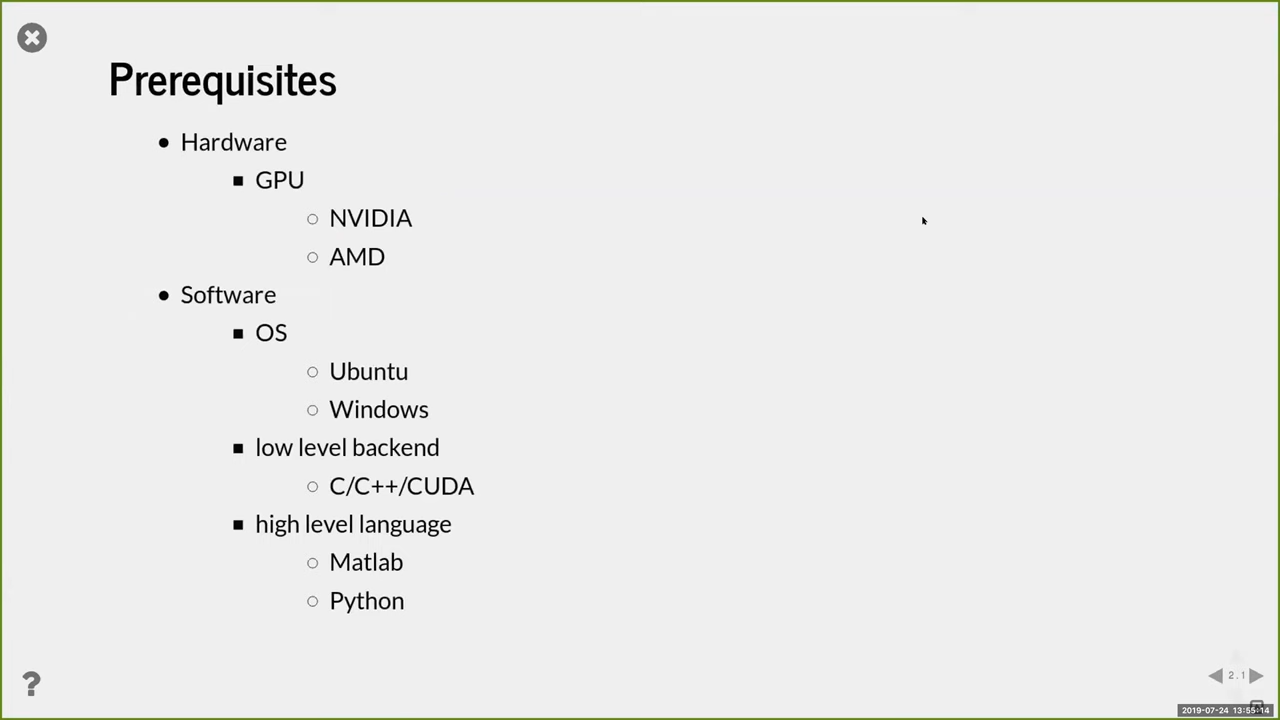 Prerequisites
Hardware
GPU
NVIDIA
AMD
Software
OS
Ubuntu
Windows
low level backend
C/C++/CUDA
high level language
Matlab
Python
?
2.1
2019-07-24 13:55:14